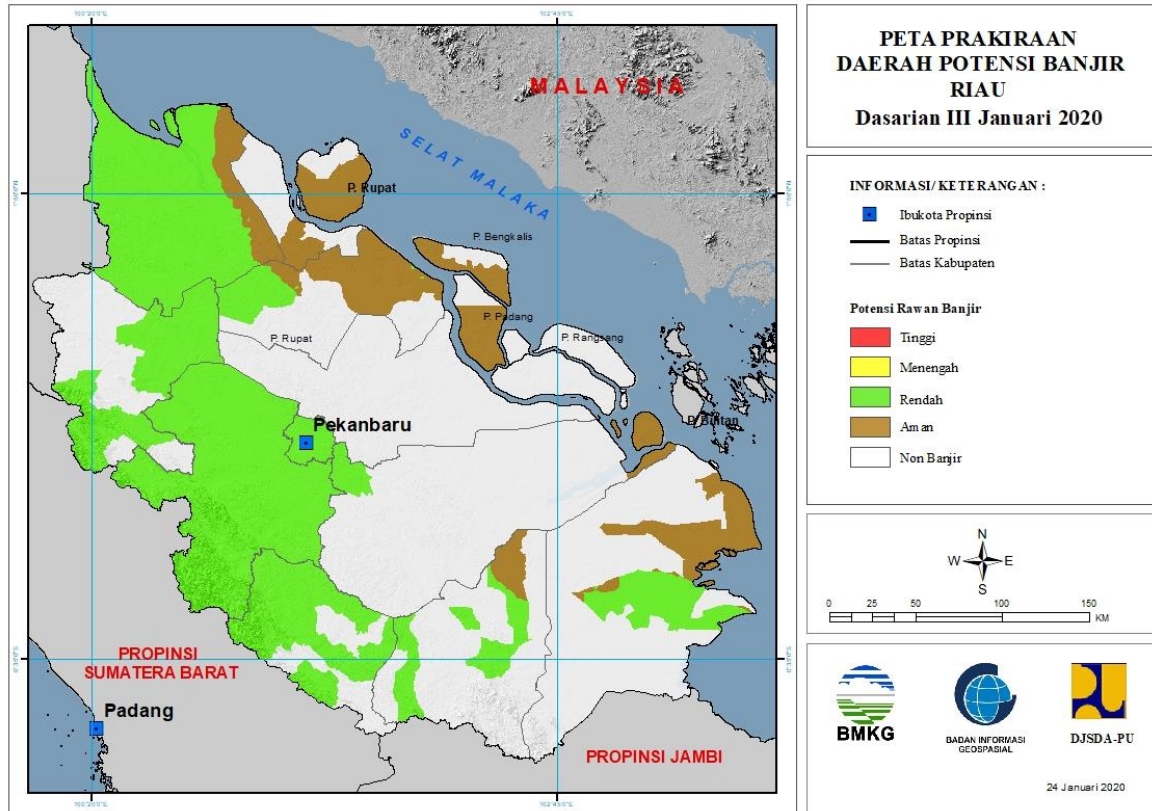 PETA PRAKIRAAN
DAERAH POTENSI BANJIR
RIAU
Dasarian III Januari 2020
INFORMASI/ KETERANGAN :
Ibukota Propinsi
Batas Propinsi
Batas Kabupaten
Potensi Rawan Banjir
Tinggi
Menengah
Rendah
Aman
Non Banjir
N
W E
S
0 25 50 100 150
KM
BMKG
BADAN INFORMASI
GEOSPASIAL
DJSDA-PU
24 Januari 2020
MALAYSIA
SELAT MALAKA
P. Rupat
P. Bengkalis
P. Padang
P. Rupat
P. Rangsang
Pekanbaru
PROPINSI
SUMATERA BARAT
Padang
PROPINSI JAMBI